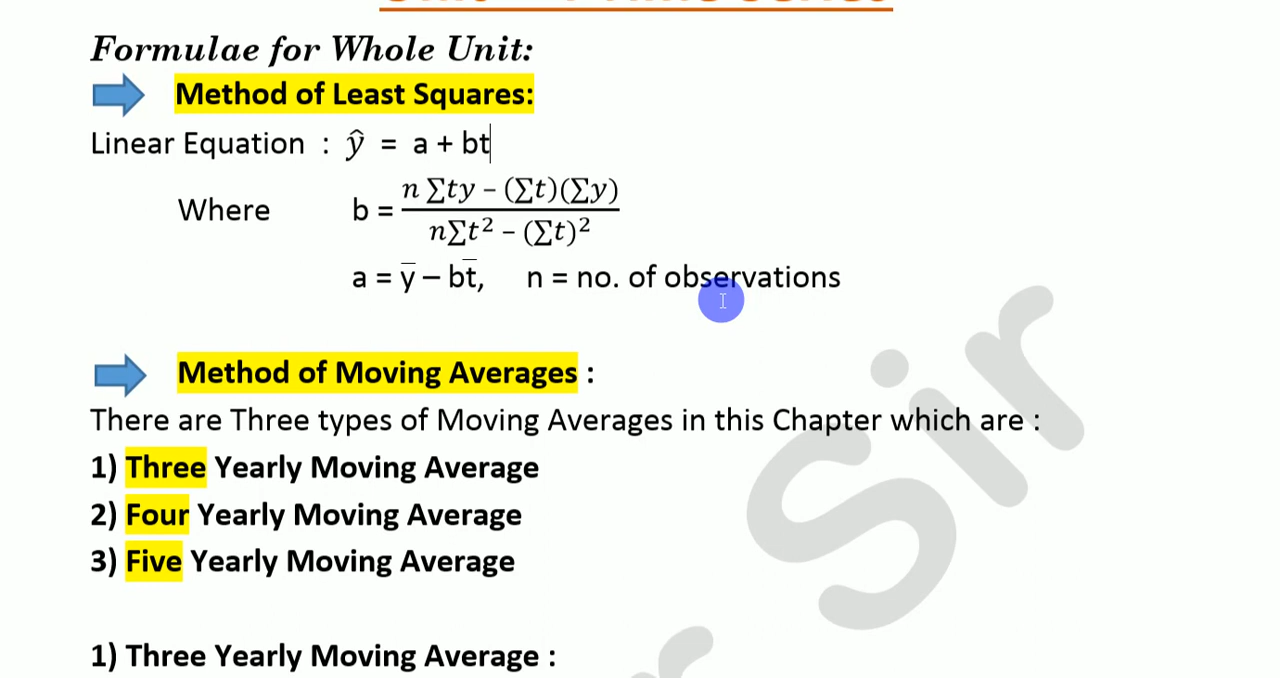 Formulae for Whole Unit:
Method of Least Squares:
Linear Equation : ŷ = a + bt
Where b = n ∑ty − (∑t)(∑y) / n∑t² − (∑t)²
a = y̅ – bt̅, n = no. of observations
Method of Moving Averages :
There are Three types of Moving Averages in this Chapter which are :
1) Three Yearly Moving Average
2) Four Yearly Moving Average
3) Five Yearly Moving Average
1) Three Yearly Moving Average :
Sir